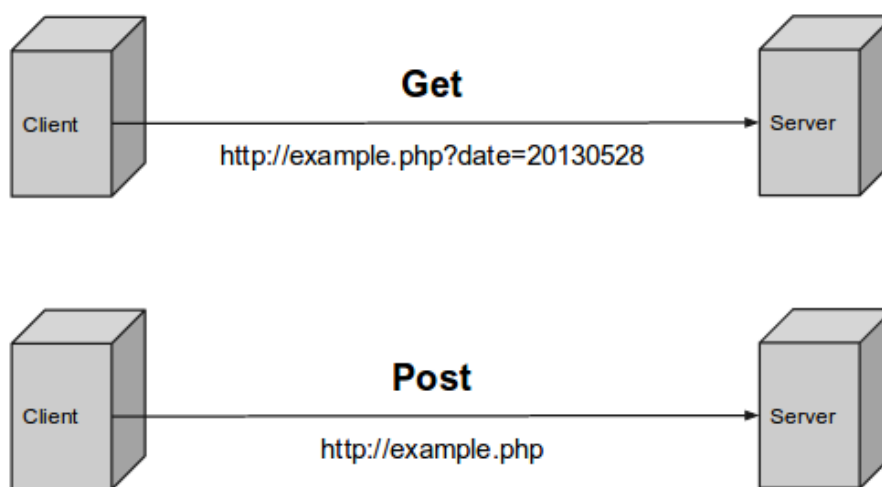 Get
Client
Server
http://example.php?date=20130528
Post
Client
Server
http://example.php